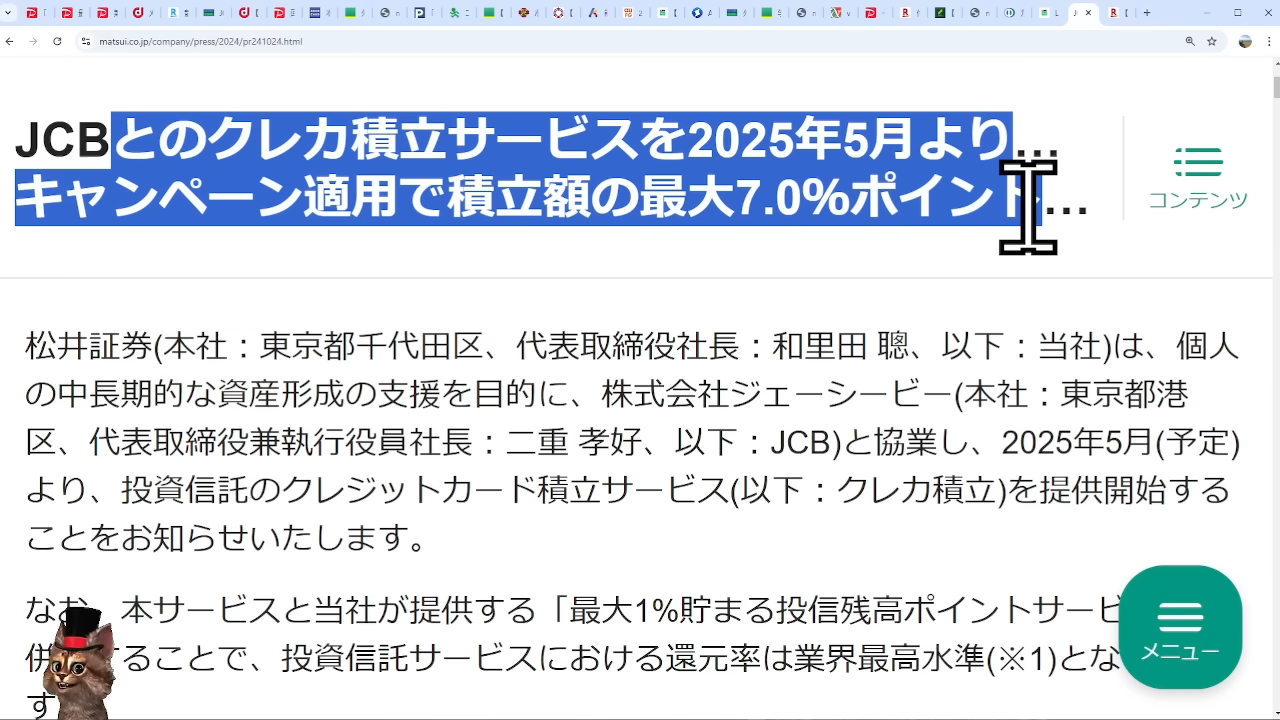 matsui.co.jp/company/press/2024/pr241024.html
JCBとのクレカ積立サービスを2025年5月より…
キャンペーン適用で積立額の最大7.0%ポイント…
コンテンツ
松井証券(本社：東京都千代田区、代表取締役社長：和里田 聰、以下：当社)は、個人
の中長期的な資産形成の支援を目的に、株式会社ジェーシービー(本社：東京都港
区、代表取締役兼執行役員社長：二重 孝好、以下：JCB)と協業し、2025年5月(予定)
より、投資信託のクレジットカード積立サービス(以下：クレカ積立)を提供開始する
ことをお知らせいたします。
なお、本サービスと当社が提供する「最大1%貯まる投信残高ポイントサービ
併 することで、投資信託サービスにおける還元率は業界最高水準(※1)とな
す
メニュー